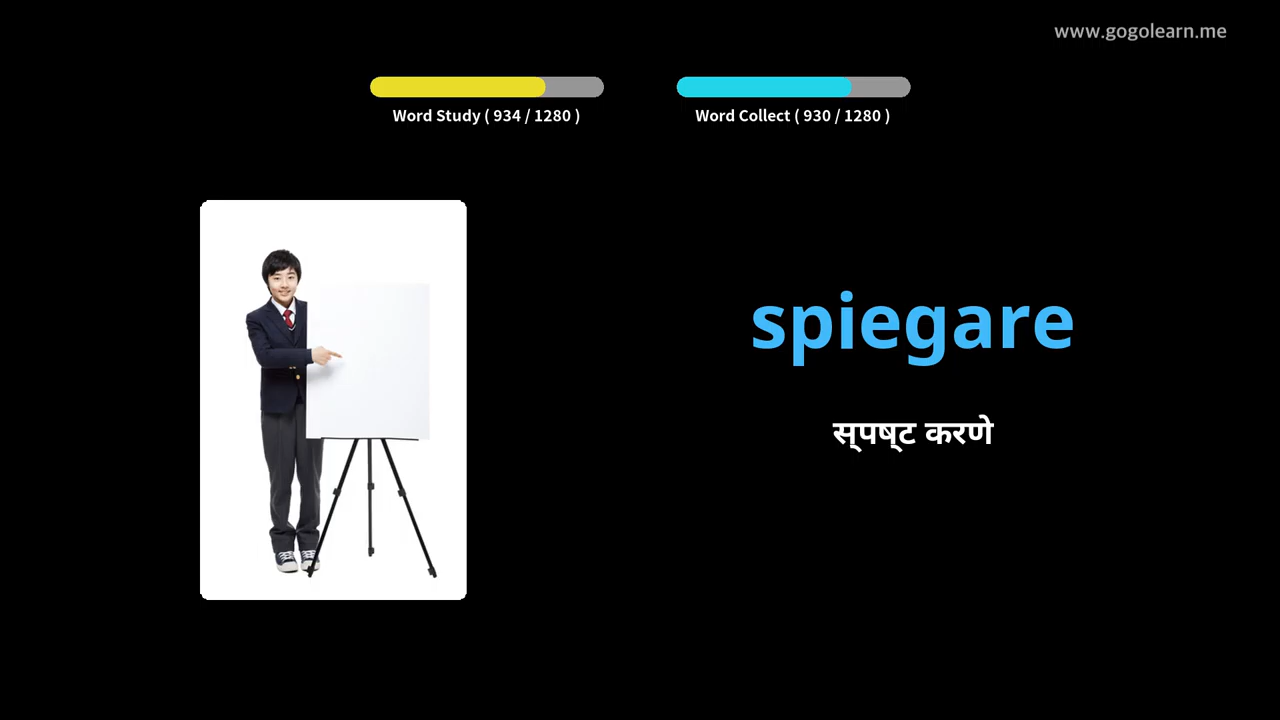 www.gogolearn.me
Word Study ( 934 / 1280 )
Word Collect ( 930 / 1280 )
spiegare
स्पष्ट करणे